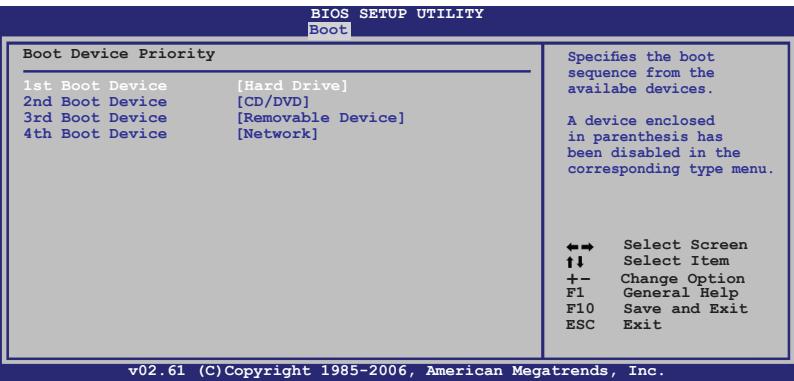 BIOS SETUP UTILITY
Boot
Boot Device Priority
1st Boot Device [Hard Drive]
2nd Boot Device [CD/DVD]
3rd Boot Device [Removable Device]
4th Boot Device [Network]
Specifies the boot
sequence from the
availabe devices.
A device enclosed
in parenthesis has
been disabled in the
corresponding type menu.
←→ Select Screen
↑↓ Select Item
+- Change Option
F1 General Help
F10 Save and Exit
ESC Exit
v02.61 (C)Copyright 1985-2006, American Megatrends, Inc.